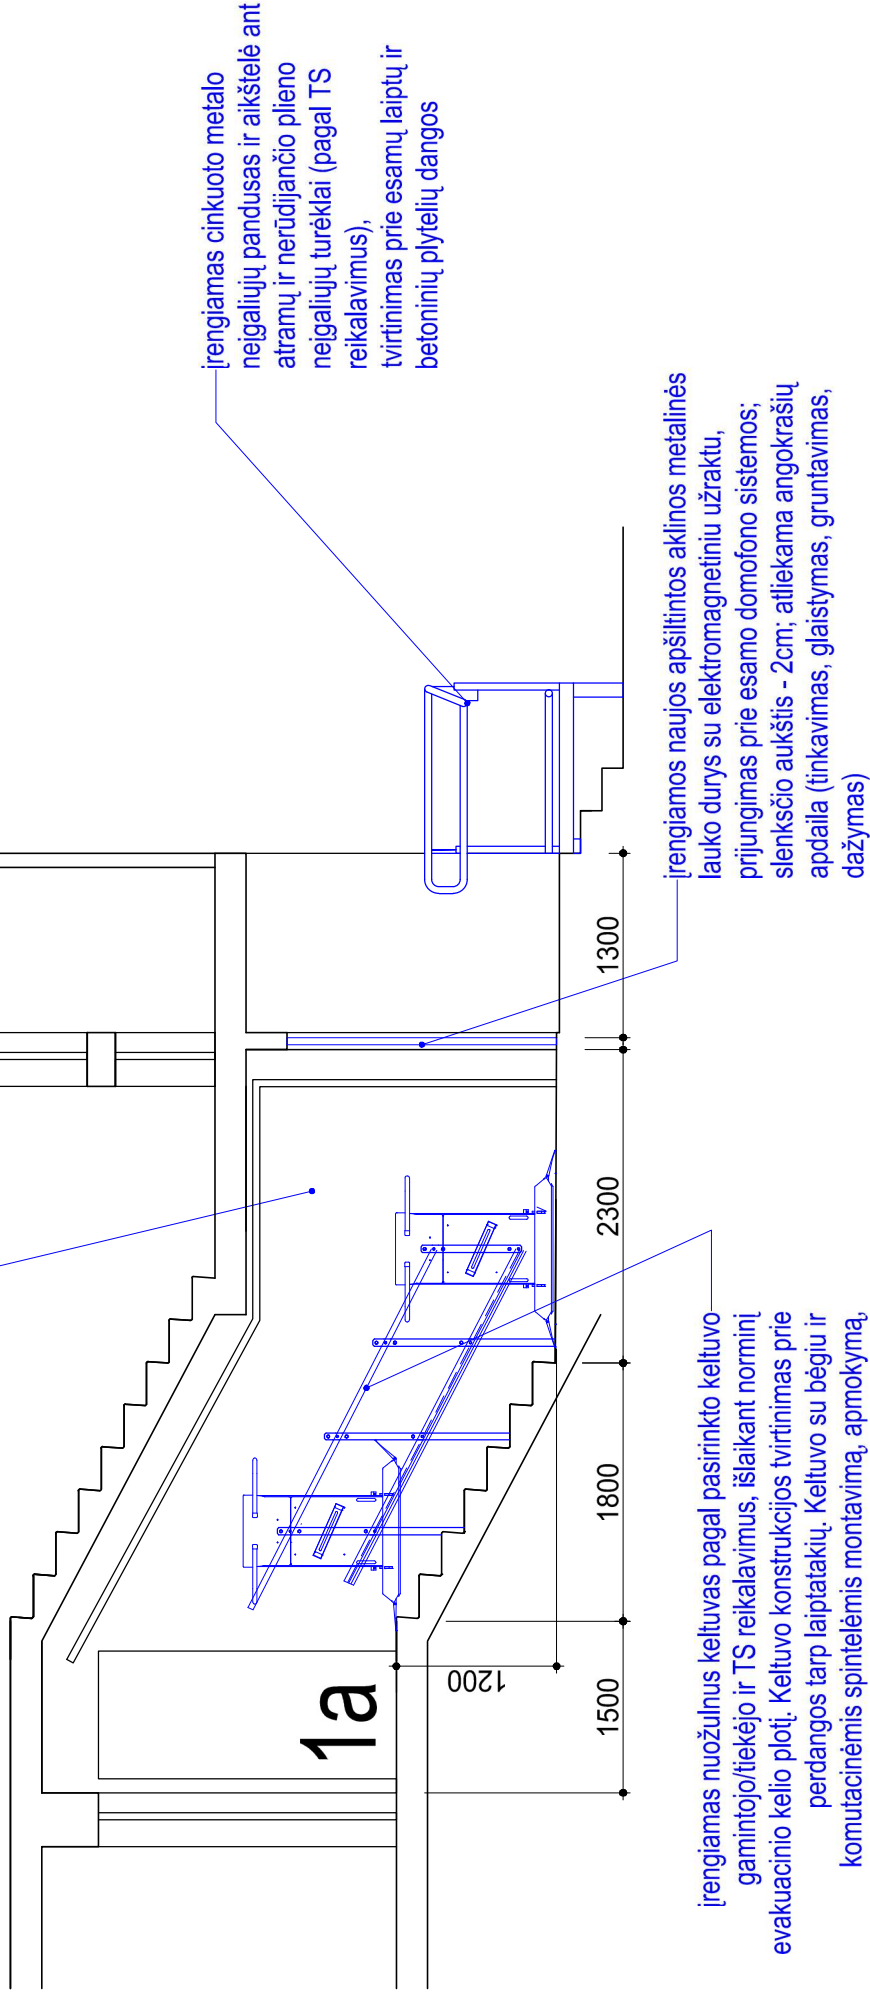 įrengiamas cinkuoto metalo
neįgaliųjų pandusas ir aikštelė ant
atramų ir nerūdijančio plieno
neįgaliųjų turėklai (pagal TS
reikalavimus),
tvirtinimas prie esamų laiptų ir
betoninių plytelių dangos
įrengiamos naujos apšiltintos aklinos metalinės
lauko durys su elektromagnetiniu užraktu,
prijungimas prie esamo domofono sistemos;
slenksčio aukštis - 2cm; atliekama angokrašių
apdaila (tinkavimas, glaistymas, gruntavimas,
dažymas)
1a
1200
1500
1800
2300
1300
įrengiamas nuožulnus keltuvas pagal pasirinkto keltuvo
gamintojo/tiekėjo ir TS reikalavimus, išlaikant norminį
evakuacinio kelio plotį. Keltuvo konstrukcijos tvirtinimas prie
perdangos tarp laiptatakių. Keltuvo su bėgiu ir
komutacinėmis spintelėmis montavimą, apmokymą,